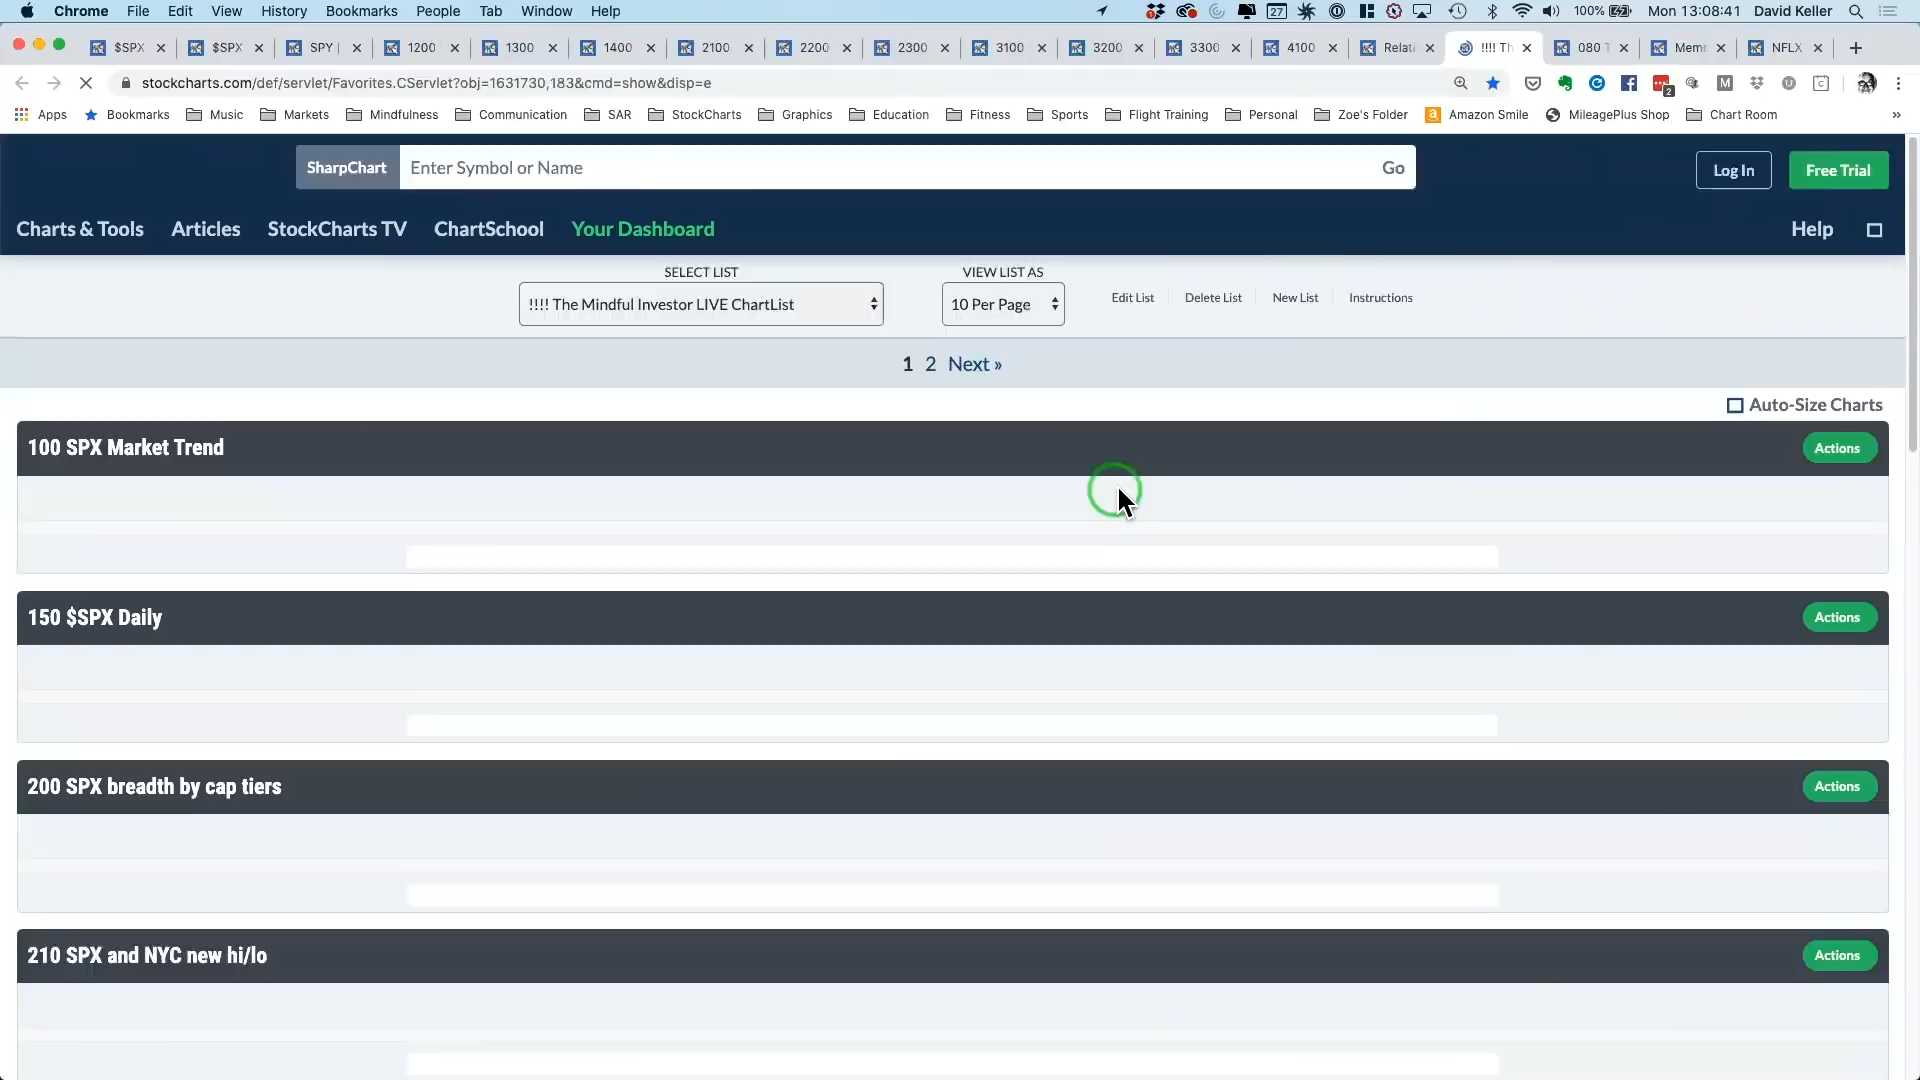 Chrome File Edit View History Bookmarks People Tab Window Help 27 100% Mon 13:08:41 David Keller
$SPX $SPX SPY | 1200 1300 1400 2100 2200 2300 3100 3200 3300 4100 Relat !!!! Th 080 T Mem NFLX
stockcharts.com/def/servlet/Favorites.CServlet?obj=1631730,183&cmd=show&disp=e 2
Apps Bookmarks Music Markets Mindfulness Communication SAR StockCharts Graphics Education Fitness Sports Flight Training Personal Zoe's Folder Amazon Smile MileagePlus Shop Chart Room »
SharpChart Enter Symbol or Name Go Log In Free Trial
Charts & Tools Articles StockCharts TV ChartSchool Your Dashboard Help
SELECT LIST VIEW LIST AS
!!!! The Mindful Investor LIVE ChartList 10 Per Page Edit List Delete List New List Instructions
1 2 Next »
Auto-Size Charts
100 SPX Market Trend Actions
150 $SPX Daily Actions
200 SPX breadth by cap tiers Actions
210 SPX and NYC new hi/lo Actions